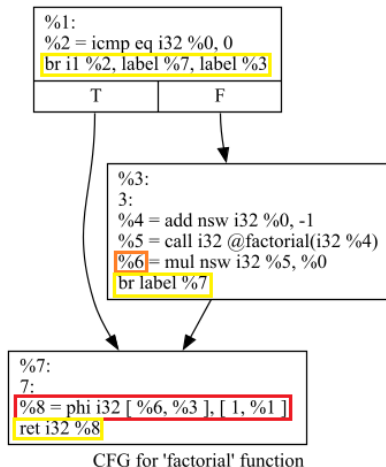 %1:
%2 = icmp eq i32 %0, 0
br i1 %2, label %7, label %3
T F
%3:
3:
%4 = add nsw i32 %0, -1
%5 = call i32 @factorial(i32 %4)
%6 = mul nsw i32 %5, %0
br label %7
%7:
7:
%8 = phi i32 [ %6, %3 ], [ 1, %1 ]
ret i32 %8
CFG for 'factorial' function